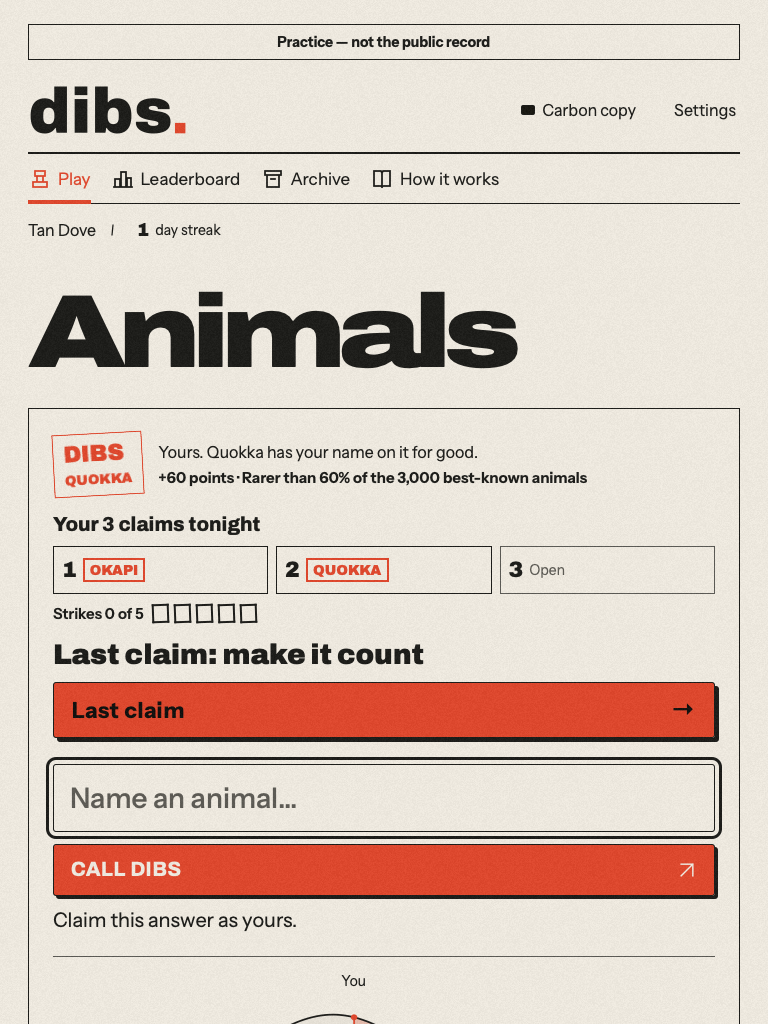 Practice — not the public record
dibs.
Carbon copy
Settings
Play
Leaderboard
Archive
How it works
Tan Dove / 1 day streak
Animals
DIBS
QUOKKA
Yours. Quokka has your name on it for good.
+60 points · Rarer than 60% of the 3,000 best-known animals
Your 3 claims tonight
1 OKAPI
2 QUOKKA
3 Open
Strikes 0 of 5
Last claim: make it count
Last claim →
Name an animal...
CALL DIBS
Claim this answer as yours.
You